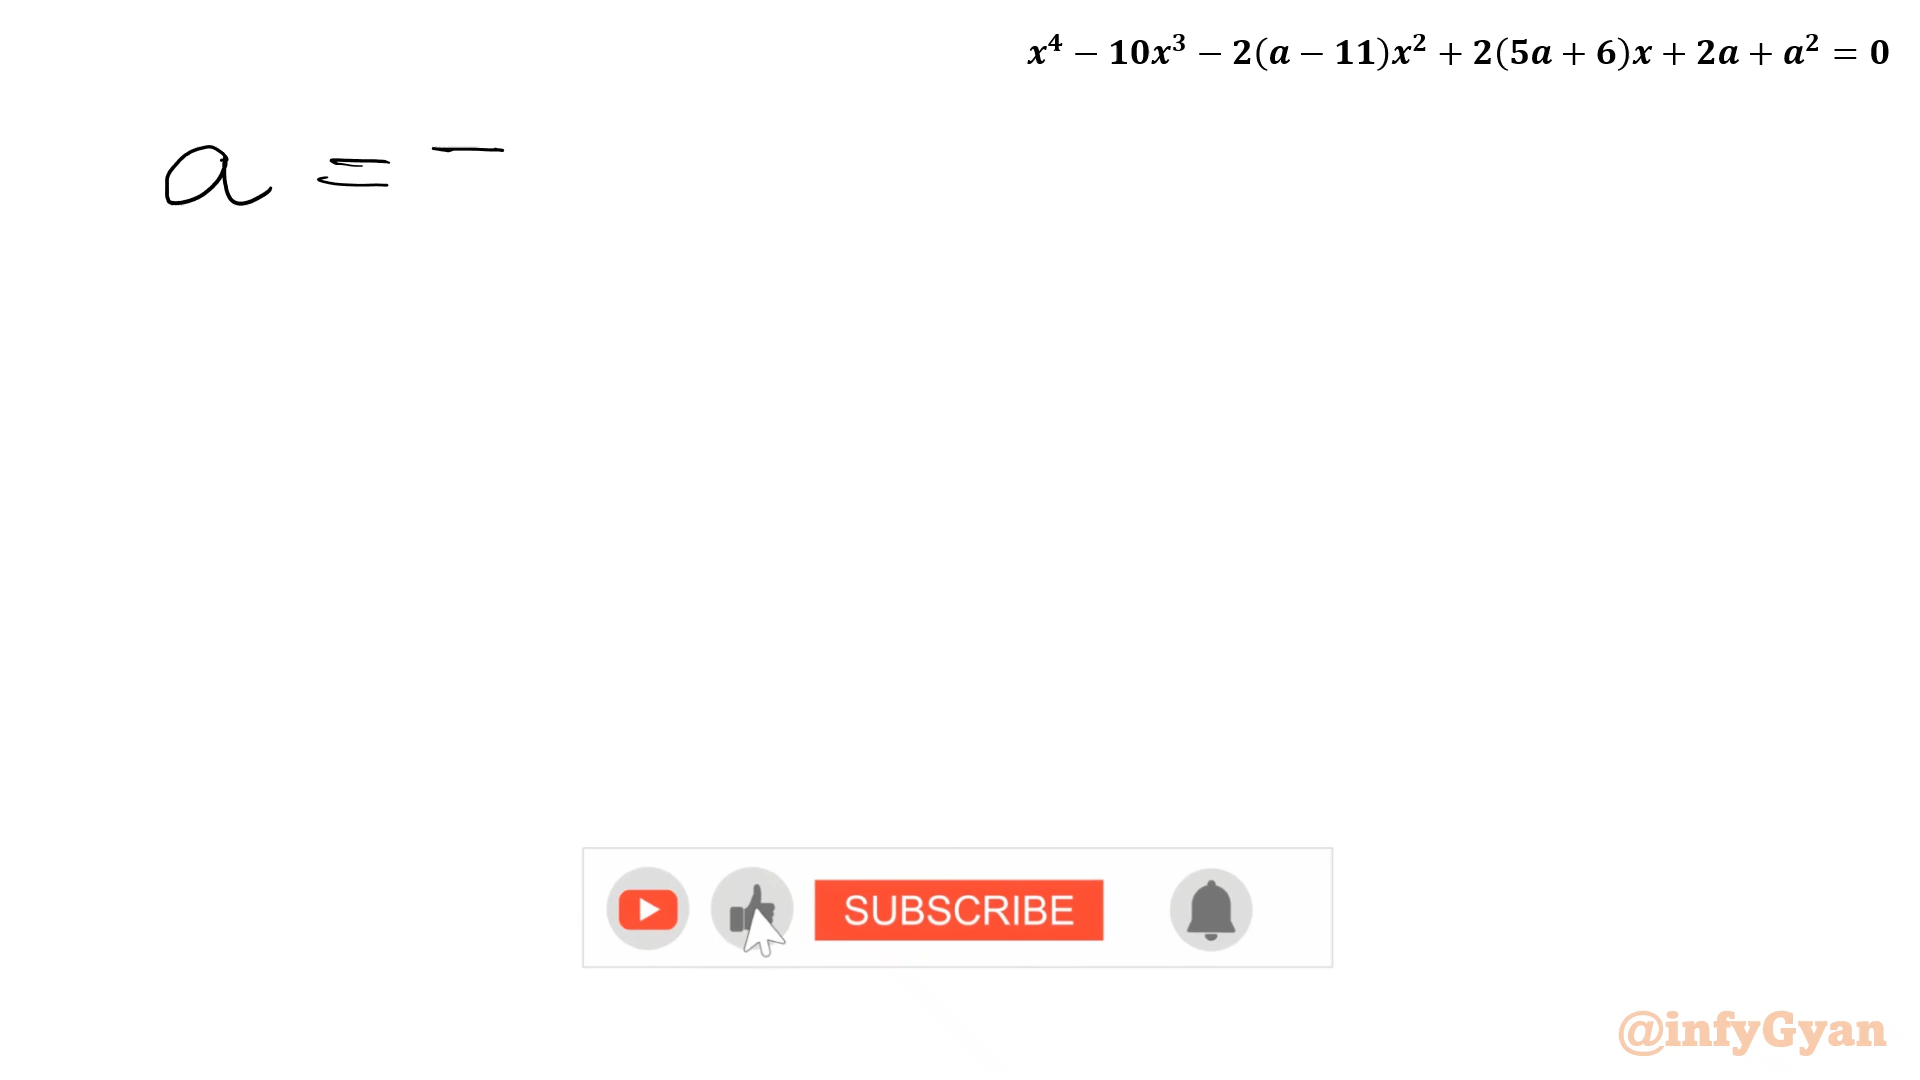 x⁴ − 10x³ − 2(a − 11)x² + 2(5a + 6)x + 2a + a² = 0
a = −
SUBSCRIBE
@infyGyan